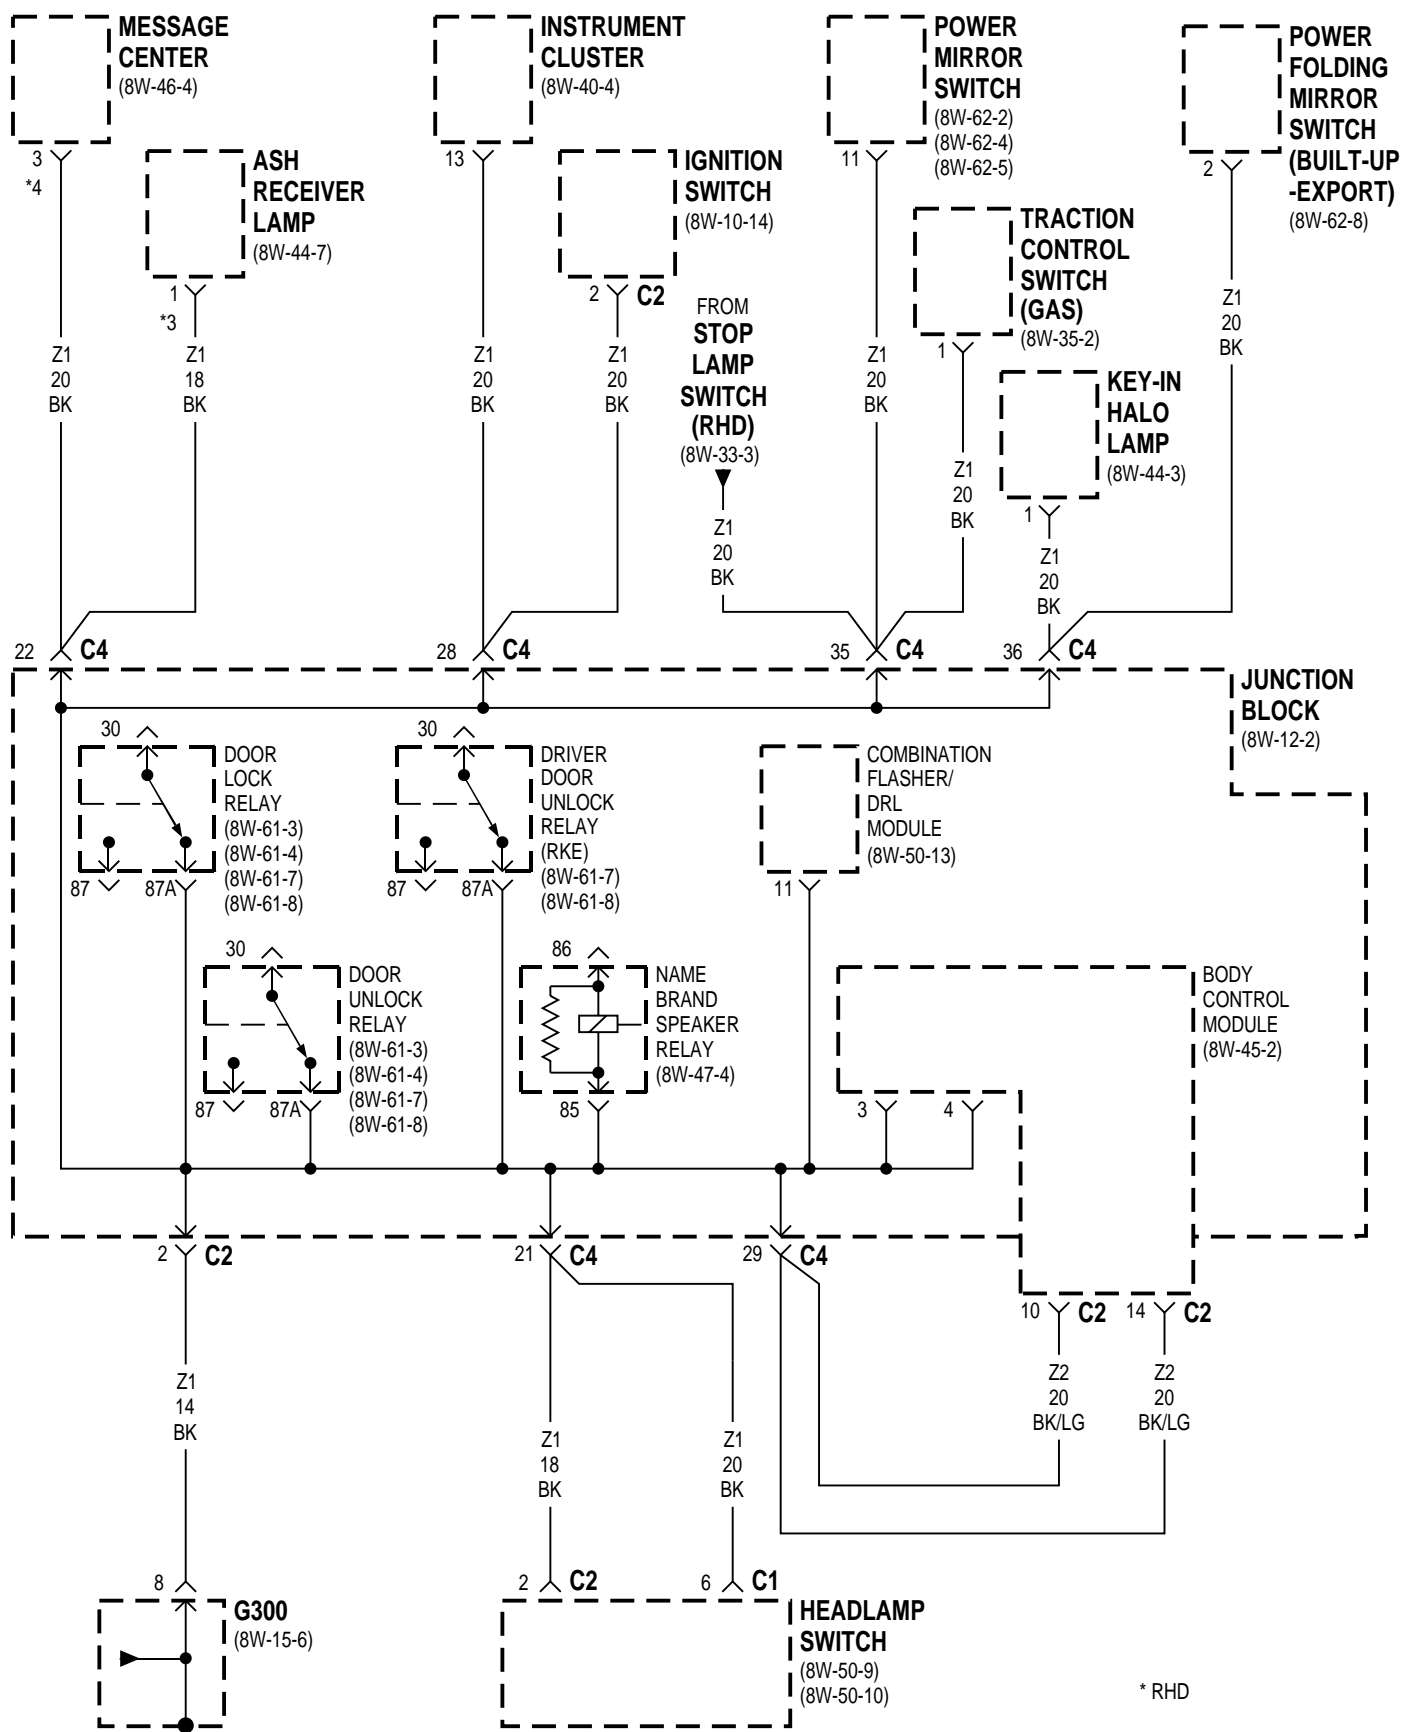 MESSAGE
CENTER
(8W-46-4)
3
*4
ASH
RECEIVER
LAMP
(8W-44-7)
1
*3
INSTRUMENT
CLUSTER
(8W-40-4)
13
IGNITION
SWITCH
(8W-10-14)
2
C2
POWER
MIRROR
SWITCH
(8W-62-2)
(8W-62-4)
(8W-62-5)
11
POWER
FOLDING
MIRROR
SWITCH
(BUILT-UP
-EXPORT)
(8W-62-8)
2
TRACTION
CONTROL
SWITCH
(GAS)
(8W-35-2)
1
FROM
STOP
LAMP
SWITCH
(RHD)
(8W-33-3)
KEY-IN
HALO
LAMP
(8W-44-3)
1
Z1
20
BK
Z1
18
BK
Z1
20
BK
Z1
20
BK
Z1
20
BK
Z1
20
BK
Z1
20
BK
Z1
20
BK
Z1
20
BK
22
C4
28
C4
35
C4
36
C4
JUNCTION
BLOCK
(8W-12-2)
30
DOOR
LOCK
RELAY
(8W-61-3)
(8W-61-4)
(8W-61-7)
(8W-61-8)
87
87A
30
DRIVER
DOOR
UNLOCK
RELAY
(RKE)
(8W-61-7)
(8W-61-8)
87
87A
COMBINATION
FLASHER/
DRL
MODULE
(8W-50-13)
11
30
DOOR
UNLOCK
RELAY
(8W-61-3)
(8W-61-4)
(8W-61-7)
(8W-61-8)
87
87A
86
NAME
BRAND
SPEAKER
RELAY
(8W-47-4)
85
BODY
CONTROL
MODULE
(8W-45-2)
3
4
2
C2
21
C4
29
C4
10
C2
14
C2
Z1
14
BK
Z1
18
BK
Z1
20
BK
Z2
20
BK/LG
Z2
20
BK/LG
8
G300
(8W-15-6)
2
C2
6
C1
HEADLAMP
SWITCH
(8W-50-9)
(8W-50-10)
* RHD